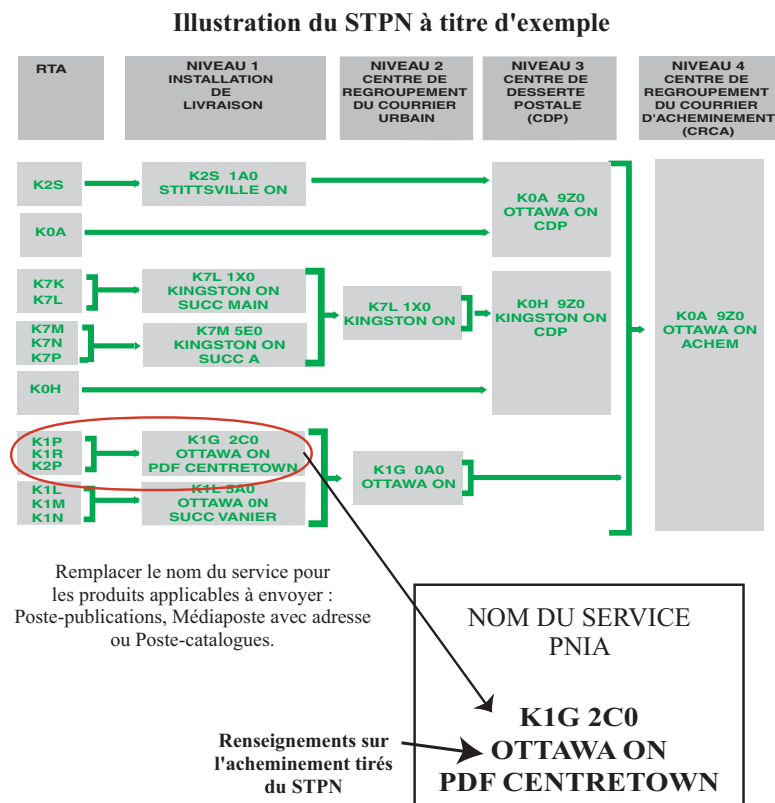 Illustration du STPN à titre d'exemple
RTA
NIVEAU 1
INSTALLATION
DE
LIVRAISON
NIVEAU 2
CENTRE DE
REGROUPEMENT
DU COURRIER
URBAIN
NIVEAU 3
CENTRE DE
DESSERTE
POSTALE
(CDP)
NIVEAU 4
CENTRE DE
REGROUPEMENT
DU COURRIER
D'ACHEMINEMENT
(CRCA)
K2S
K2S 1A0
STITTSVILLE ON
K0A 9Z0
OTTAWA ON
CDP
K0A
K7K
K7L
K7L 1X0
KINGSTON ON
SUCC MAIN
K7M
K7N
K7P
K7M 5E0
KINGSTON ON
SUCC A
K7L 1X0
KINGSTON ON
K0H 9Z0
KINGSTON ON
CDP
K0A 9Z0
OTTAWA ON
ACHEM
K0H
K1P
K1R
K2P
K1G 2C0
OTTAWA ON
PDF CENTRETOWN
K1L
K1M
K1N
K1L 5A0
OTTAWA 0N
SUCC VANIER
K1G 0A0
OTTAWA ON
Remplacer le nom du service pour
les produits applicables à envoyer :
Poste-publications, Médiaposte avec adresse
ou Poste-catalogues.
NOM DU SERVICE
PNIA
K1G 2C0
OTTAWA ON
PDF CENTRETOWN
Renseignements sur
l'acheminement tirés
du STPN